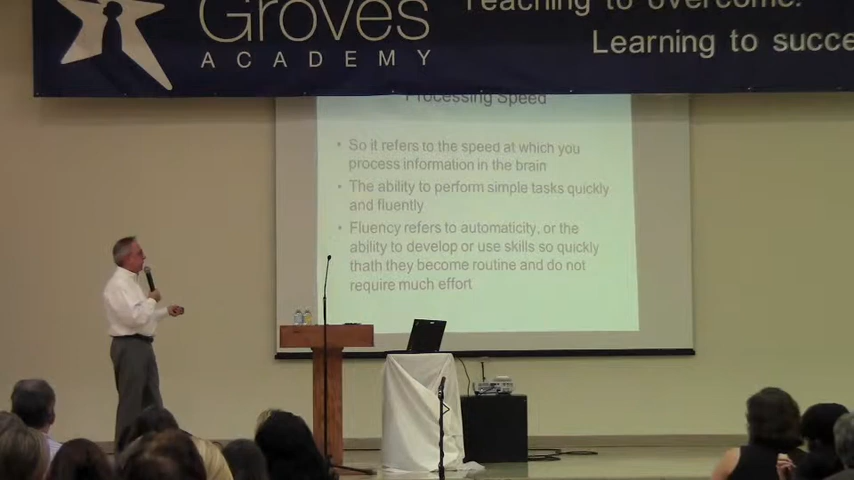 Groves
ACADEMY
Teaching to overcome.
Learning to success
Processing Speed
• So it refers to the speed at which you
process information in the brain
• The ability to perform simple tasks quickly
and fluently
• Fluency refers to automaticity, or the
ability to develop or use skills so quickly
thath they become routine and do not
require much effort